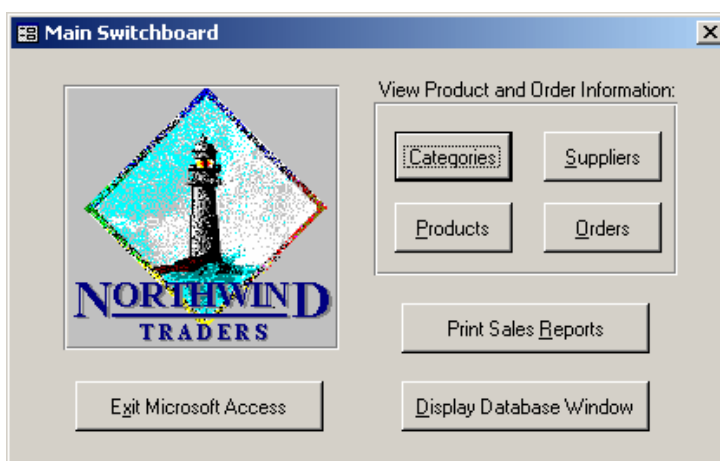 Main Switchboard
View Product and Order Information:
Categories
Suppliers
Products
Orders
NORTHWIND
TRADERS
Print Sales Reports
Exit Microsoft Access
Display Database Window